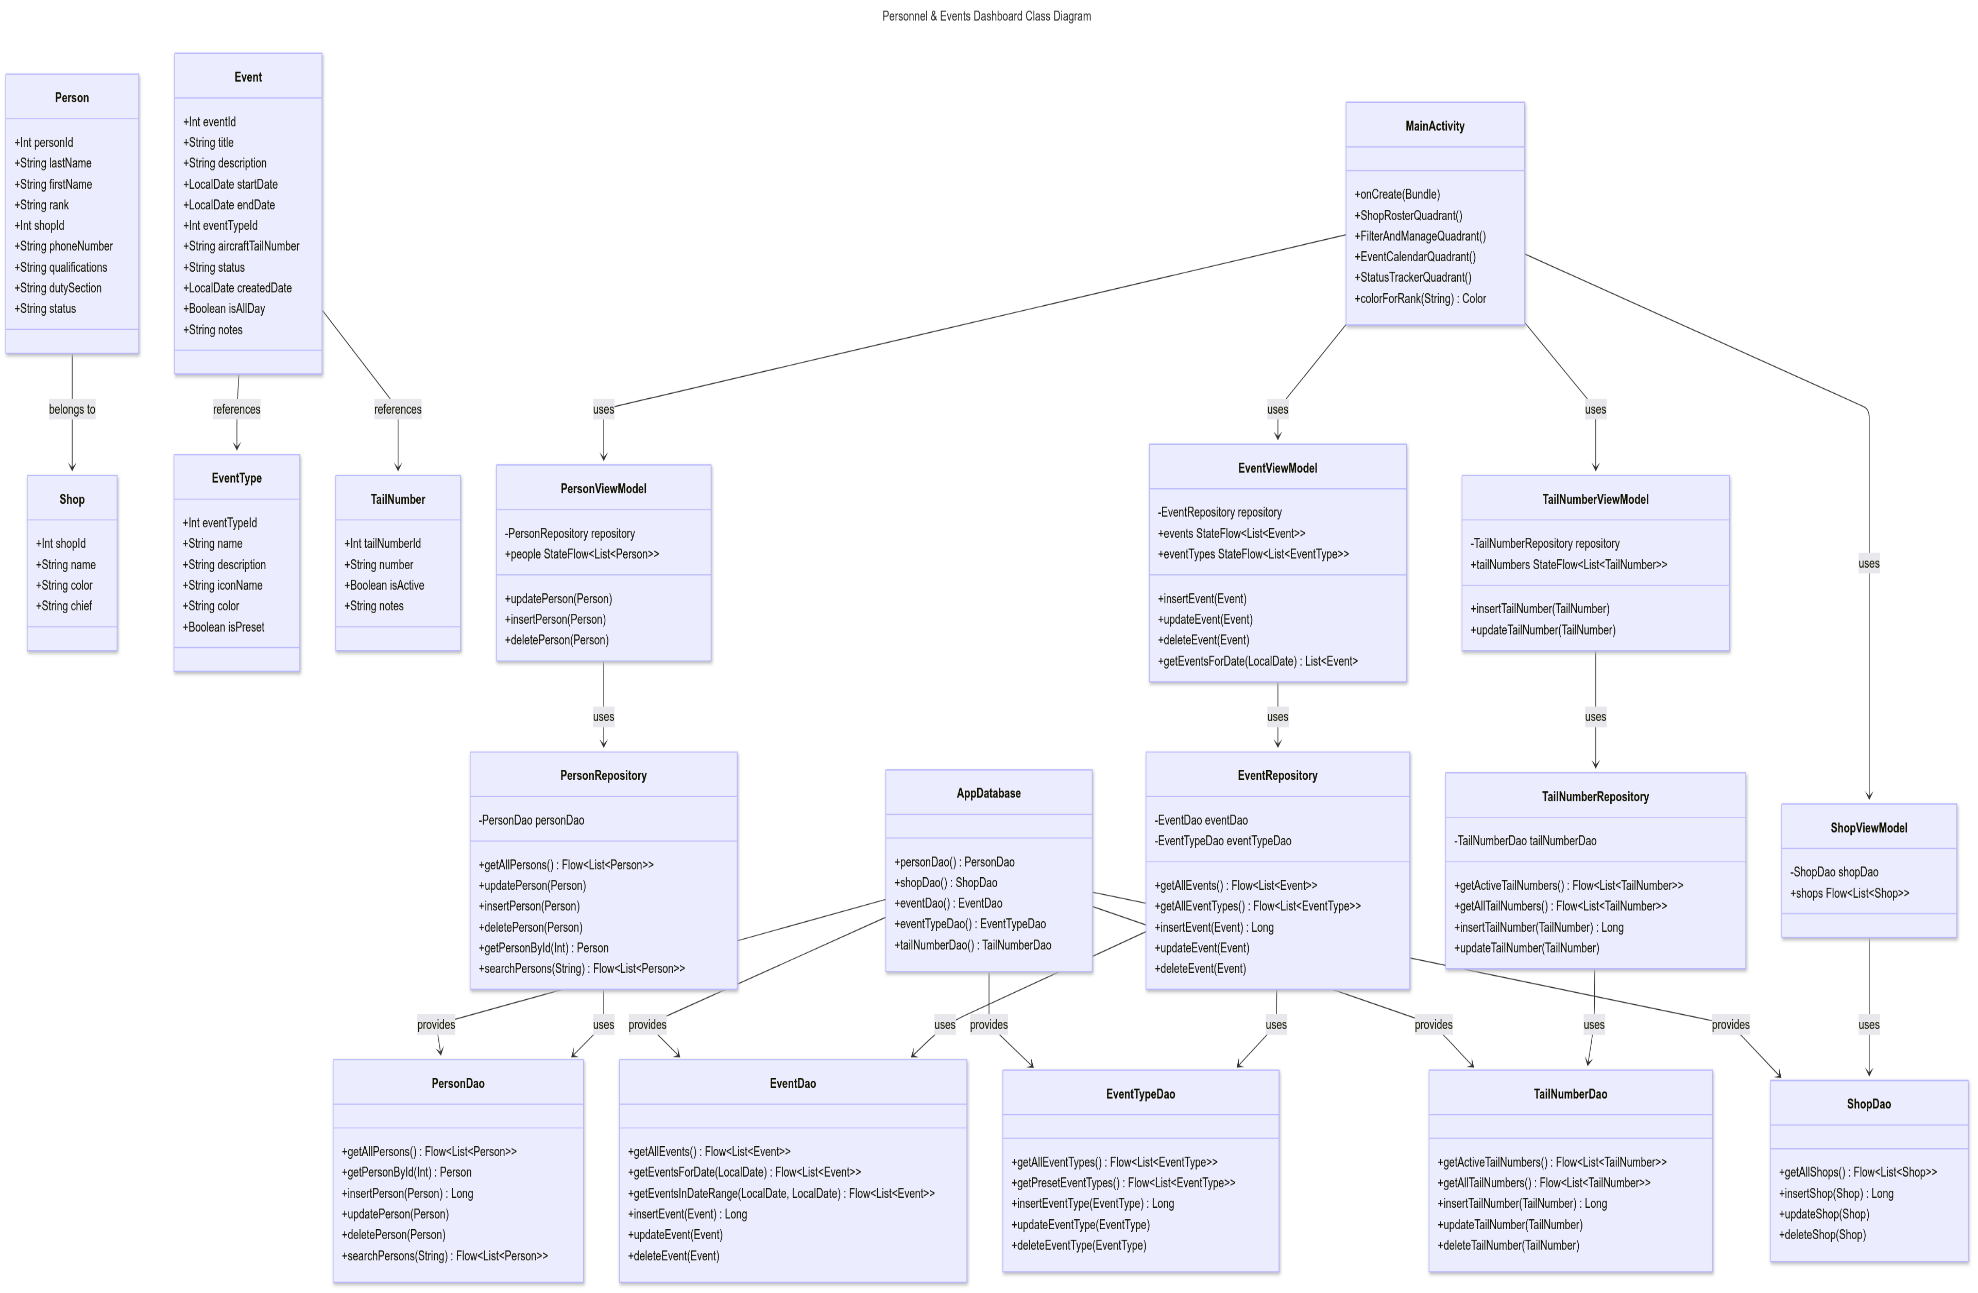 Personnel & Events Dashboard Class Diagram
Person
+Int personId
+String lastName
+String firstName
+String rank
+Int shopId
+String phoneNumber
+String qualifications
+String dutySection
+String status
Event
+Int eventId
+String title
+String description
+LocalDate startDate
+LocalDate endDate
+Int eventTypeId
+String aircraftTailNumber
+String status
+LocalDate createdDate
+Boolean isAllDay
+String notes
MainActivity
+onCreate(Bundle)
+ShopRosterQuadrant()
+FilterAndManageQuadrant()
+EventCalendarQuadrant()
+StatusTrackerQuadrant()
+colorForRank(String) : Color
belongs to
references
references
uses
uses
uses
uses
Shop
+Int shopId
+String name
+String color
+String chief
EventType
+Int eventTypeId
+String name
+String description
+String iconName
+String color
+Boolean isPreset
TailNumber
+Int tailNumberId
+String number
+Boolean isActive
+String notes
PersonViewModel
-PersonRepository repository
+people StateFlow<List<Person>>
+updatePerson(Person)
+insertPerson(Person)
+deletePerson(Person)
EventViewModel
-EventRepository repository
+events StateFlow<List<Event>>
+eventTypes StateFlow<List<EventType>>
+insertEvent(Event)
+updateEvent(Event)
+deleteEvent(Event)
+getEventsForDate(LocalDate) : List<Event>
TailNumberViewModel
-TailNumberRepository repository
+tailNumbers StateFlow<List<TailNumber>>
+insertTailNumber(TailNumber)
+updateTailNumber(TailNumber)
uses
uses
uses
PersonRepository
-PersonDao personDao
+getAllPersons() : Flow<List<Person>>
+updatePerson(Person)
+insertPerson(Person)
+deletePerson(Person)
+getPersonById(Int) : Person
+searchPersons(String) : Flow<List<Person>>
AppDatabase
+personDao() : PersonDao
+shopDao() : ShopDao
+eventDao() : EventDao
+eventTypeDao() : EventTypeDao
+tailNumberDao() : TailNumberDao
EventRepository
-EventDao eventDao
-EventTypeDao eventTypeDao
+getAllEvents() : Flow<List<Event>>
+getAllEventTypes() : Flow<List<EventType>>
+insertEvent(Event) : Long
+updateEvent(Event)
+deleteEvent(Event)
TailNumberRepository
-TailNumberDao tailNumberDao
+getActiveTailNumbers() : Flow<List<TailNumber>>
+getAllTailNumbers() : Flow<List<TailNumber>>
+insertTailNumber(TailNumber) : Long
+updateTailNumber(TailNumber)
ShopViewModel
-ShopDao shopDao
+shops Flow<List<Shop>>
provides
uses
provides
uses
provides
uses
provides
uses
provides
uses
PersonDao
+getAllPersons() : Flow<List<Person>>
+getPersonById(Int) : Person
+insertPerson(Person) : Long
+updatePerson(Person)
+deletePerson(Person)
+searchPersons(String) : Flow<List<Person>>
EventDao
+getAllEvents() : Flow<List<Event>>
+getEventsForDate(LocalDate) : Flow<List<Event>>
+getEventsInDateRange(LocalDate, LocalDate) : Flow<List<Event>>
+insertEvent(Event) : Long
+updateEvent(Event)
+deleteEvent(Event)
EventTypeDao
+getAllEventTypes() : Flow<List<EventType>>
+getPresetEventTypes() : Flow<List<EventType>>
+insertEventType(EventType) : Long
+updateEventType(EventType)
+deleteEventType(EventType)
TailNumberDao
+getActiveTailNumbers() : Flow<List<TailNumber>>
+getAllTailNumbers() : Flow<List<TailNumber>>
+insertTailNumber(TailNumber) : Long
+updateTailNumber(TailNumber)
+deleteTailNumber(TailNumber)
ShopDao
+getAllShops() : Flow<List<Shop>>
+insertShop(Shop) : Long
+updateShop(Shop)
+deleteShop(Shop)